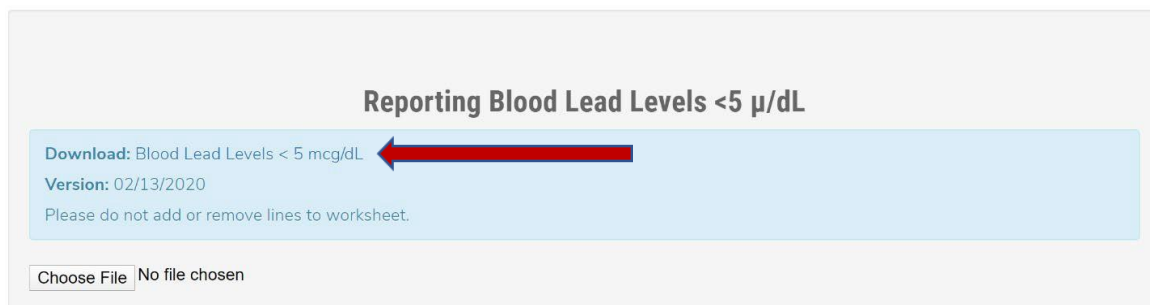 Reporting Blood Lead Levels <5 µ/dL
Download: Blood Lead Levels < 5 mcg/dL
Version: 02/13/2020
Please do not add or remove lines to worksheet.
Choose File No file chosen